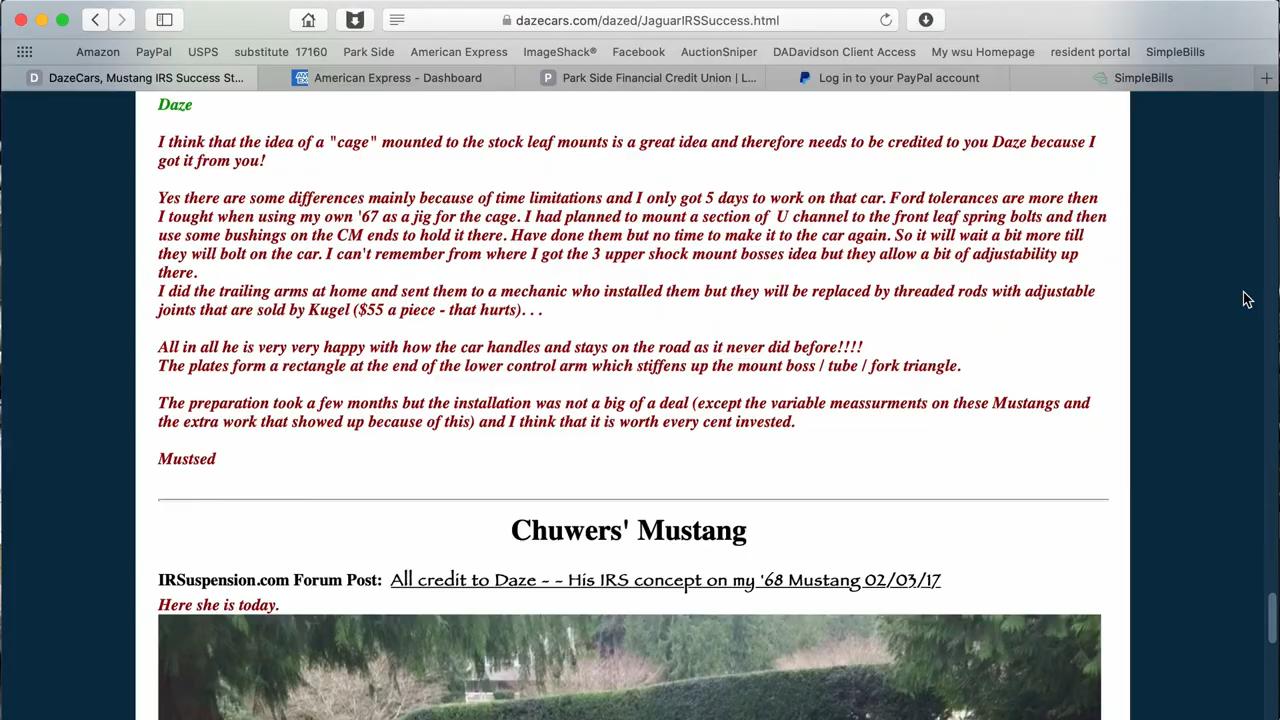 dazecars.com/dazed/JaguarIRSSuccess.html
Amazon PayPal USPS substitute 17160 Park Side American Express ImageShack® Facebook AuctionSniper DADavidson Client Access My wsu Homepage resident portal SimpleBills
D DazeCars, Mustang IRS Success St... American Express - Dashboard P Park Side Financial Credit Union | L... Log in to your PayPal account SimpleBills
Daze
I think that the idea of a "cage" mounted to the stock leaf mounts is a great idea and therefore needs to be credited to you Daze because I
got it from you!
Yes there are some differences mainly because of time limitations and I only got 5 days to work on that car. Ford tolerances are more then
I tought when using my own '67 as a jig for the cage. I had planned to mount a section of U channel to the front leaf spring bolts and then
use some bushings on the CM ends to hold it there. Have done them but no time to make it to the car again. So it will wait a bit more till
they will bolt on the car. I can't remember from where I got the 3 upper shock mount bosses idea but they allow a bit of adjustability up
there.
I did the trailing arms at home and sent them to a mechanic who installed them but they will be replaced by threaded rods with adjustable
joints that are sold by Kugel ($55 a piece - that hurts). . .
All in all he is very very happy with how the car handles and stays on the road as it never did before!!!!
The plates form a rectangle at the end of the lower control arm which stiffens up the mount boss / tube / fork triangle.
The preparation took a few months but the installation was not a big of a deal (except the variable meassurments on these Mustangs and
the extra work that showed up because of this) and I think that it is worth every cent invested.
Mustsed
Chuwers' Mustang
IRSuspension.com Forum Post: All credit to Daze - - His IRS concept on my '68 Mustang 02/03/17
Here she is today.